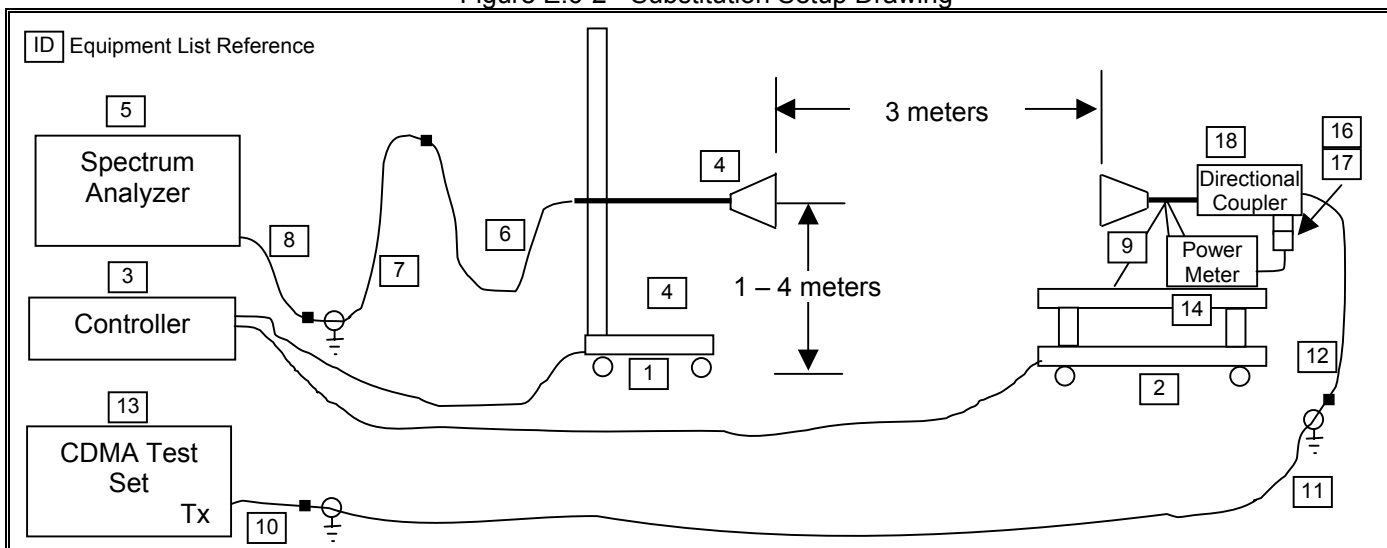 Figure E.6-2 - Substitution Setup Drawing
ID Equipment List Reference
5
Spectrum
Analyzer
8
7
6
4
3 meters
18
Directional
Coupler
16
17
9
Power
Meter
14
3
Controller
4
1 – 4 meters
1
2
12
13
CDMA Test
Set
Tx
10
11